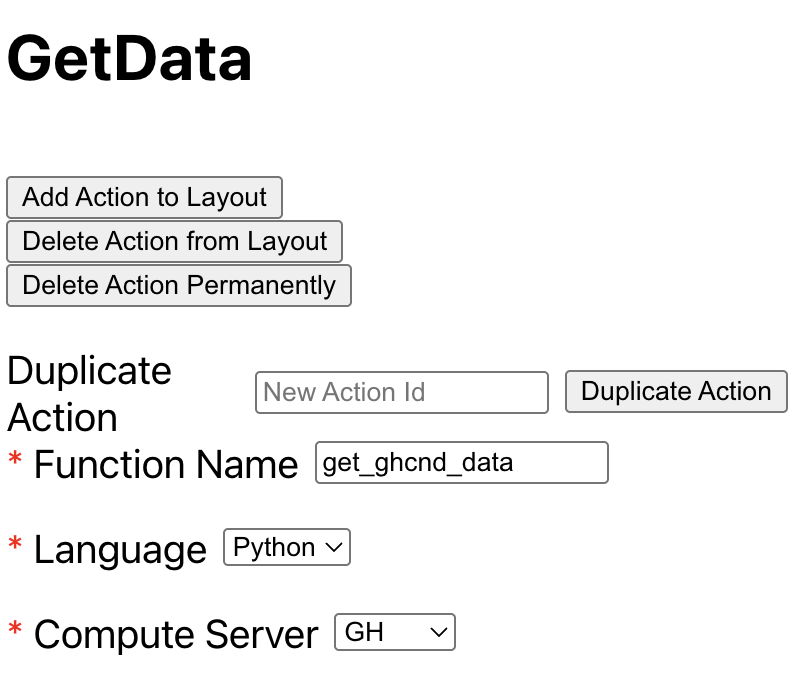 GetData
Add Action to Layout
Delete Action from Layout
Delete Action Permanently
Duplicate
Action
New Action Id
Duplicate Action
* Function Name get_ghcnd_data
* Language Python
* Compute Server GH